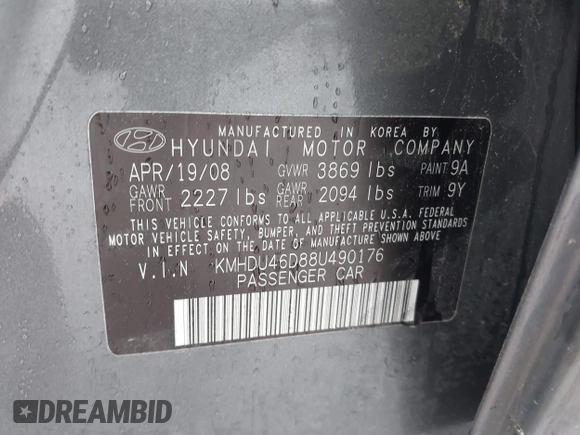 MANUFACTURED IN KOREA BY
HYUNDAI MOTOR COMPANY
APR/19/08 GVWR 3869 lbs PAINT 9A
GAWR FRONT 2227 lbs GAWR REAR 2094 lbs TRIM 9Y
THIS VEHICLE CONFORMS TO ALL APPLICABLE U.S.A. FEDERAL
MOTOR VEHICLE SAFETY, BUMPER, AND THEFT PREVENTION
STANDARDS IN EFFECT ON THE DATE OF MANUFACTURE SHOWN ABOVE.
V.I.N KMHDU46D88U490176
PASSENGER CAR
DREAMBID